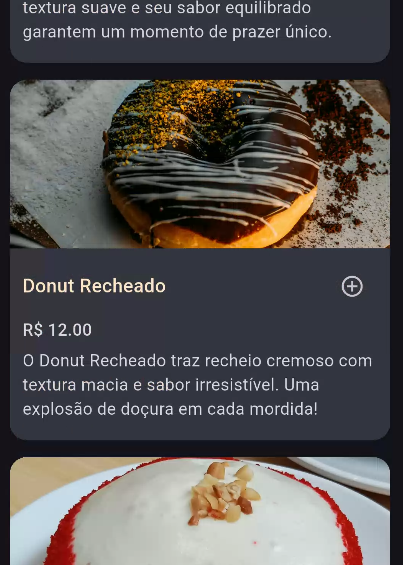 textura suave e seu sabor equilibrado
garantem um momento de prazer único.
Donut Recheado
R$ 12.00
O Donut Recheado traz recheio cremoso com
textura macia e sabor irresistível. Uma
explosão de doçura em cada mordida!